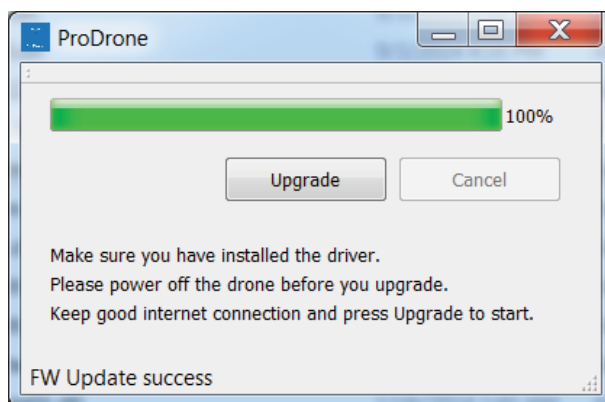 ProDrone
100%
Upgrade
Cancel
Make sure you have installed the driver.
Please power off the drone before you upgrade.
Keep good internet connection and press Upgrade to start.
FW Update success